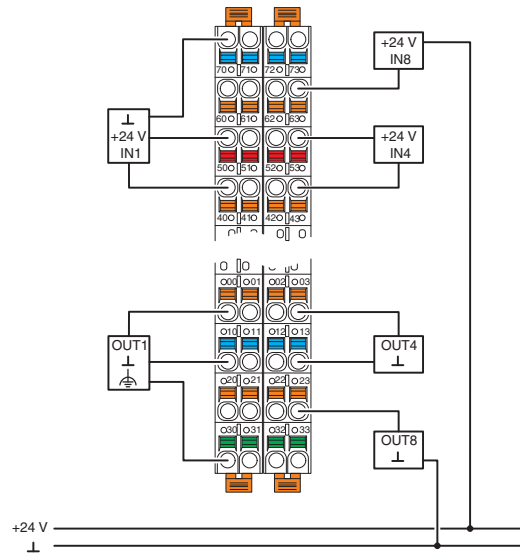 +24 V
IN8
70 71 72 73
60 61 62 63
+24 V
IN1
+24 V
IN4
50 51 52 53
40 41 42 43
00 01 02 03
OUT1
10 11 12 13
OUT4
20 21 22 23
OUT8
30 31 32 33
+24 V